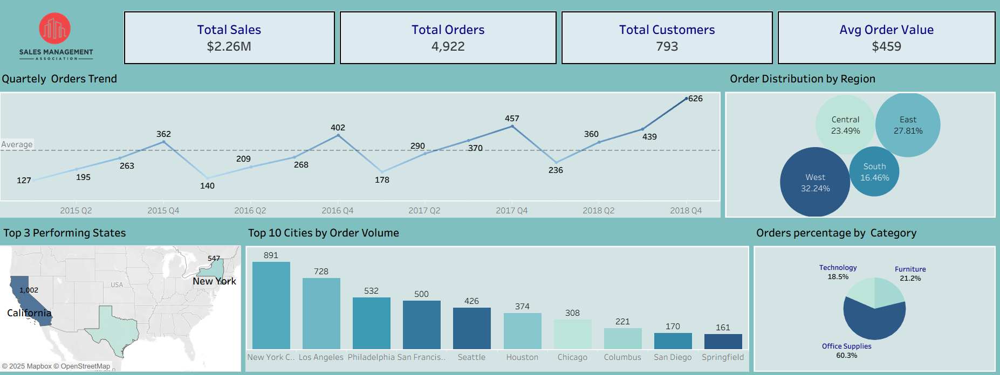 SALES MANAGEMENT
ASSOCIATION
Total Sales
$2.26M
Total Orders
4,922
Total Customers
793
Avg Order Value
$459
Quartely Orders Trend
Average
127
195
263
362
140
209
268
402
178
290
370
457
236
360
439
626
2015 Q2
2015 Q4
2016 Q2
2016 Q4
2017 Q2
2017 Q4
2018 Q2
2018 Q4
Order Distribution by Region
Central
23.49%
East
27.81%
West
32.24%
South
16.46%
Top 3 Performing States
547
New York
USA
1,002
California
© 2025 Mapbox © OpenStreetMap
Top 10 Cities by Order Volume
891
728
532
500
426
374
308
221
170
161
New York C..
Los Angeles
Philadelphia
San Francis..
Seattle
Houston
Chicago
Columbus
San Diego
Springfield
Orders percentage by Category
Technology
18.5%
Furniture
21.2%
Office Supplies
60.3%